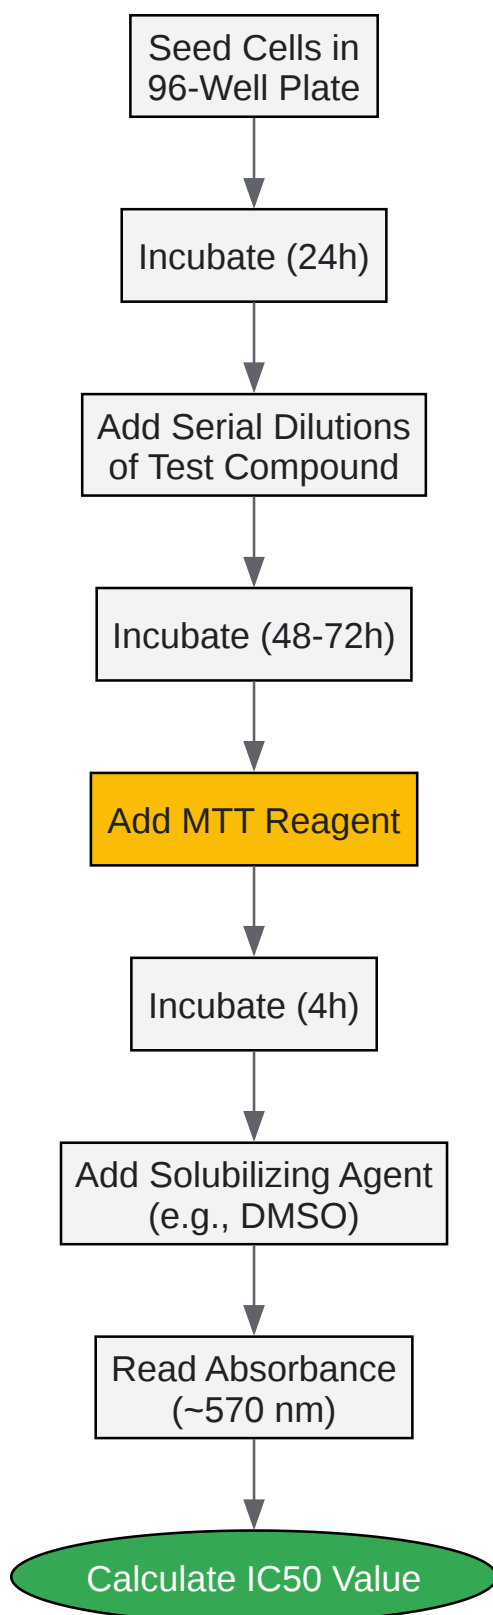 Seed Cells in
96-Well Plate
Incubate (24h)
Add Serial Dilutions
of Test Compound
Incubate (48-72h)
Add MTT Reagent
Incubate (4h)
Add Solubilizing Agent
(e.g., DMSO)
Read Absorbance
(~570 nm)
Calculate IC50 Value